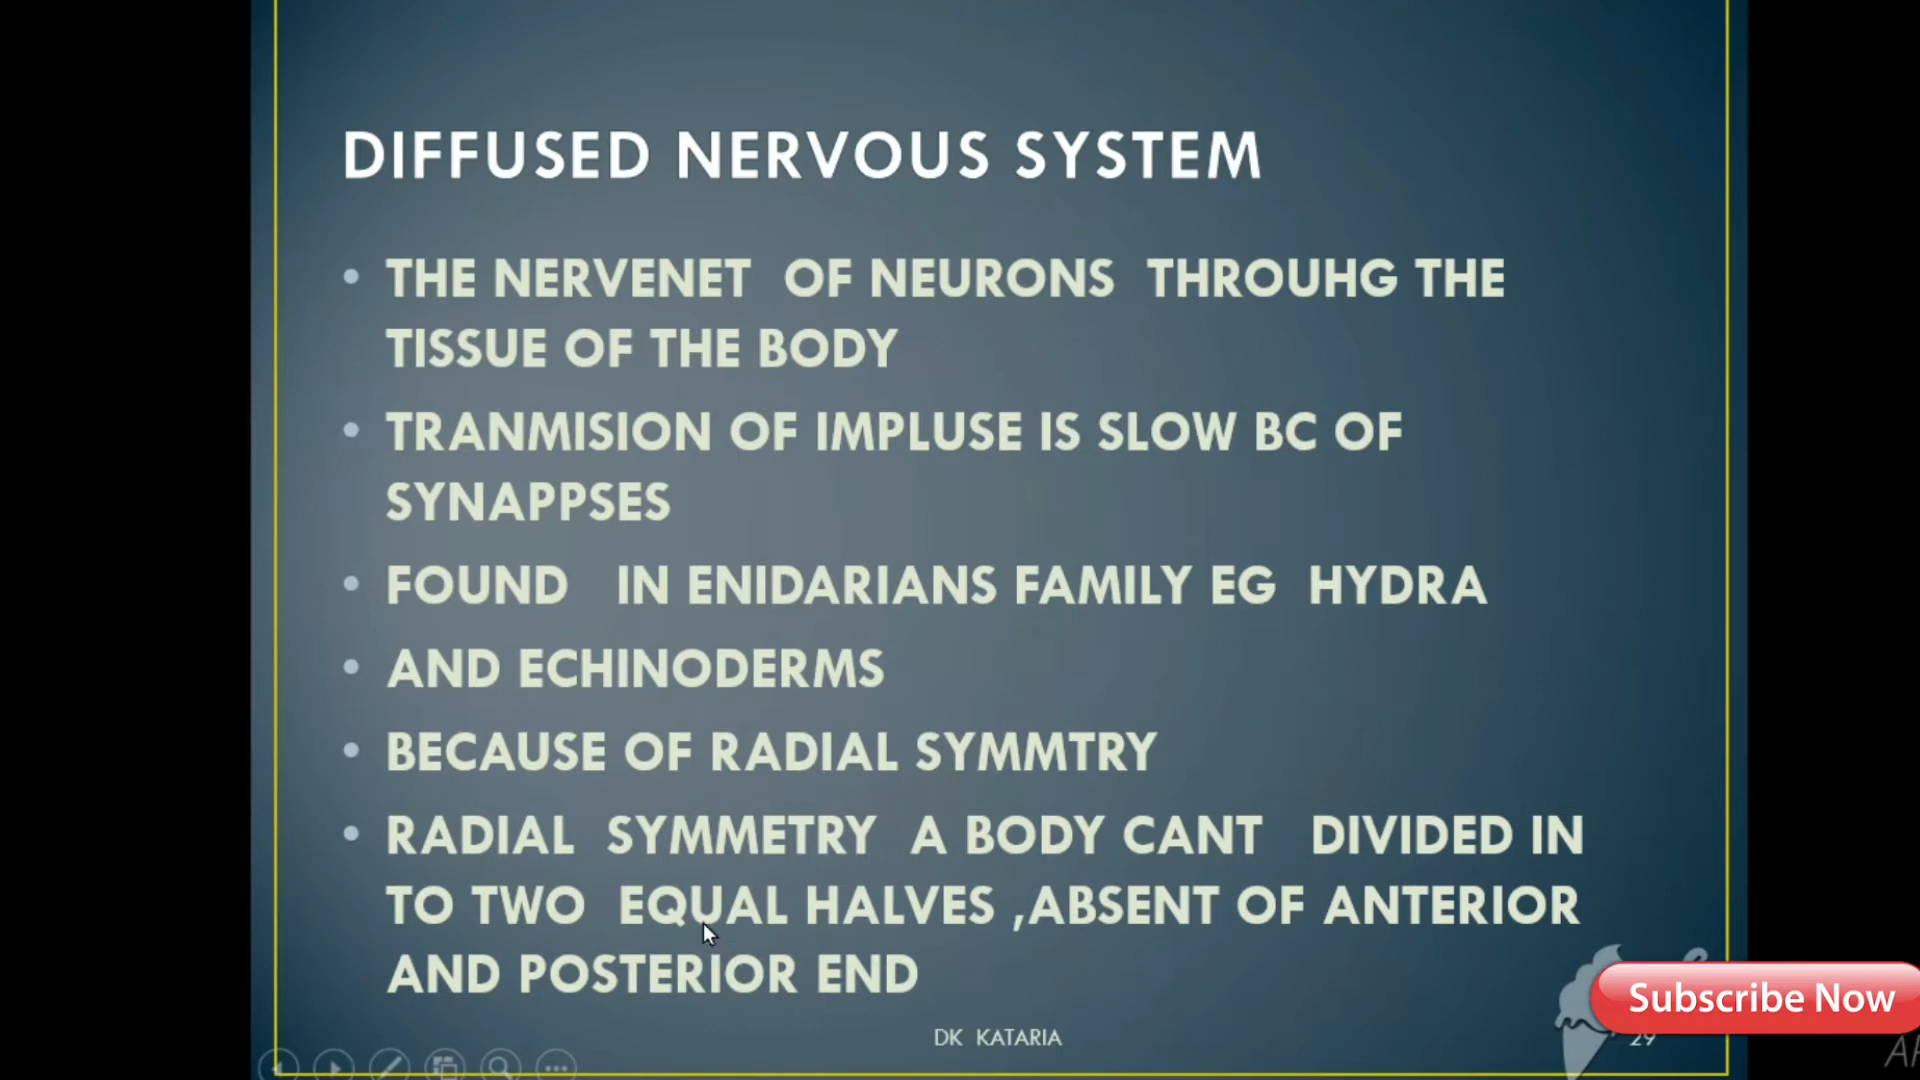 DIFFUSED NERVOUS SYSTEM
• THE NERVENET OF NEURONS THROUHG THE
TISSUE OF THE BODY
• TRANMISION OF IMPLUSE IS SLOW BC OF
SYNAPPSES
• FOUND IN ENIDARIANS FAMILY EG HYDRA
• AND ECHINODERMS
• BECAUSE OF RADIAL SYMMTRY
• RADIAL SYMMETRY A BODY CANT DIVIDED IN
TO TWO EQUAL HALVES ,ABSENT OF ANTERIOR
AND POSTERIOR END
Subscribe Now
DK KATARIA
29